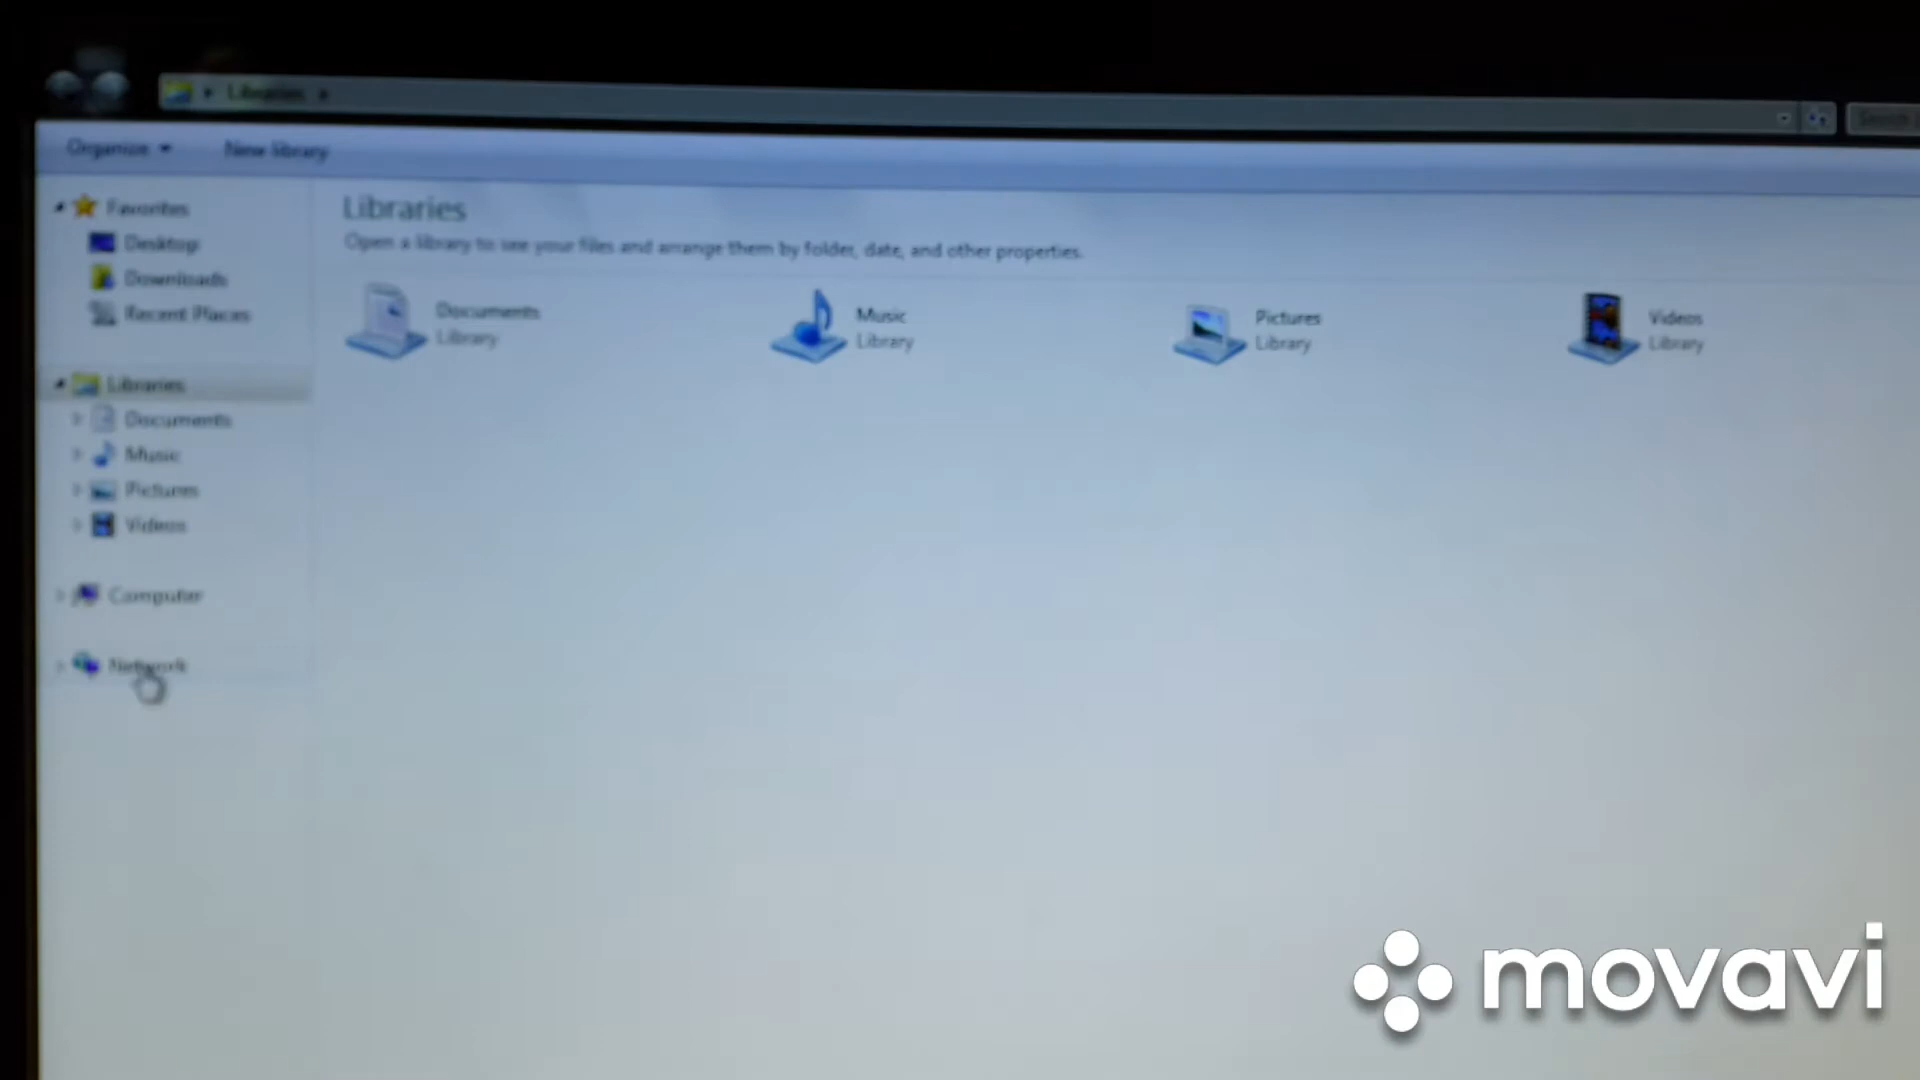 Libraries
Search
Organize
New library
Favorites
Desktop
Downloads
Recent Places
Libraries
Documents
Music
Pictures
Videos
Computer
Network
Libraries
Open a library to see your files and arrange them by folder, date, and other properties.
Documents
Library
Music
Library
Pictures
Library
Videos
Library
movavi